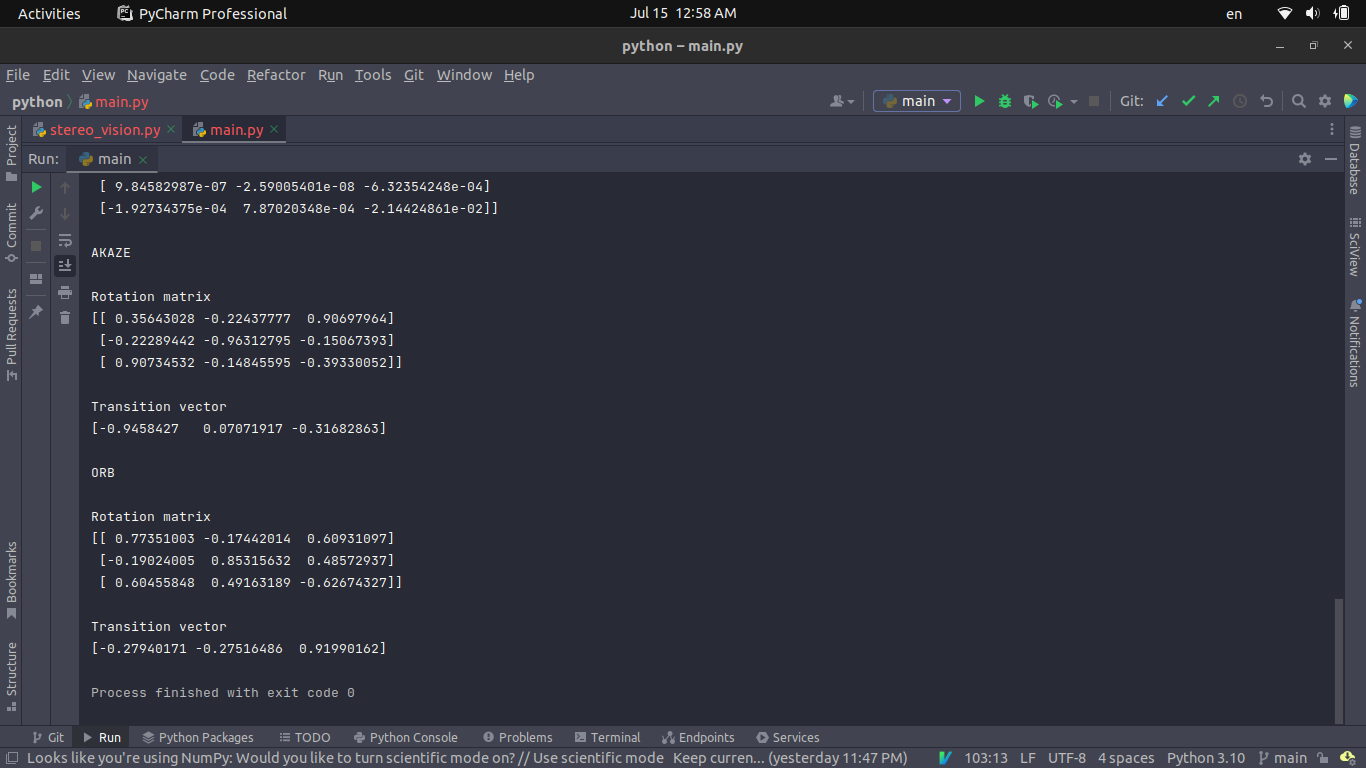 Activities PyCharm Professional Jul 15 12:58 AM en
python – main.py
File Edit View Navigate Code Refactor Run Tools Git Window Help
python main.py main Git:
stereo_vision.py main.py
Run: main
[ 9.84582987e-07 -2.59005401e-08 -6.32354248e-04]
[-1.92734375e-04 7.87020348e-04 -2.14424861e-02]]
AKAZE
Rotation matrix
[[ 0.35643028 -0.22437777 0.90697964]
[-0.22289442 -0.96312795 -0.15067393]
[ 0.90734532 -0.14845595 -0.39330052]]
Transition vector
[-0.9458427 0.07071917 -0.31682863]
ORB
Rotation matrix
[[ 0.77351003 -0.17442014 0.60931097]
[-0.19024005 0.85315632 0.48572937]
[ 0.60455848 0.49163189 -0.62674327]]
Transition vector
[-0.27940171 -0.27516486 0.91990162]
Process finished with exit code 0
Project
Commit
Pull Requests
Bookmarks
Structure
Database
SciView
Notifications
Git Run Python Packages TODO Python Console Problems Terminal Endpoints Services
Looks like you're using NumPy: Would you like to turn scientific mode on? // Use scientific mode Keep curren... (yesterday 11:47 PM) 103:13 LF UTF-8 4 spaces Python 3.10 main